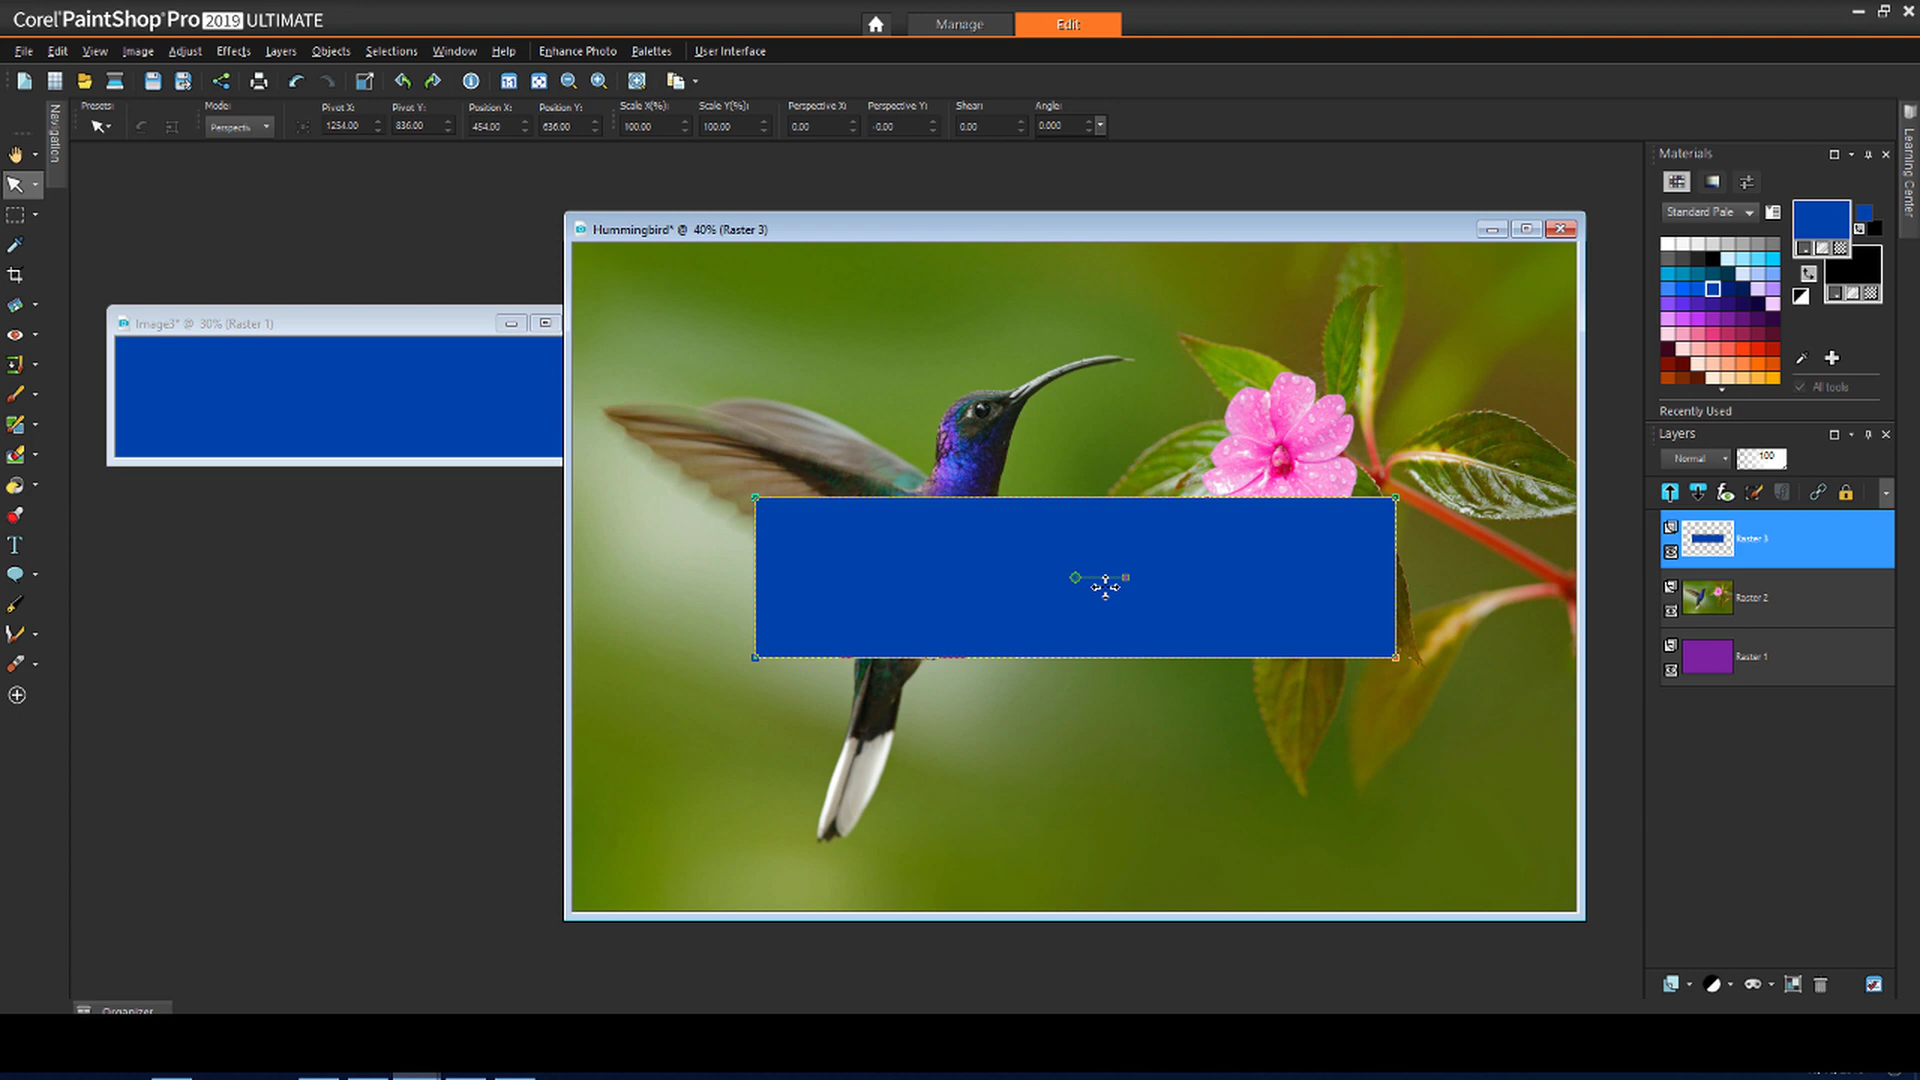 Corel PaintShop Pro 2019 ULTIMATE
Manage
Edit
File Edit View Image Adjust Effects Layers Objects Selections Window Help Enhance Photo Palettes User Interface
Presets: Mode: Pivot X: Pivot Y: Position X: Position Y: Scale X(%): Scale Y(%): Perspective X: Perspective Y: Shear: Angle:
Perspecti 1254.00 836.00 454.00 636.00 100.00 100.00 0.00 -0.00 0.00 0.000
Navigation
Learning Center
Hummingbird* @ 40% (Raster 3)
Image3* @ 30% (Raster 1)
Materials
Standard Pale
All tools
Recently Used
Layers
Normal
100
Raster 3
Raster 2
Raster 1
Organizer